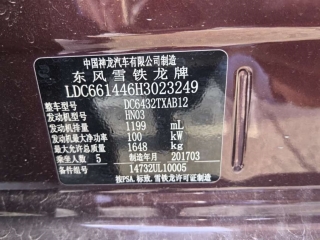 中国神龙汽车有限公司制造
东风雪铁龙牌
LDC661446H3023249
整车型号 DC6432TXAB12
发动机型号 HN03
发动机排量 1199 mL
发动机最大净功率 100 kW
最大允许总质量 1648 kg
乘坐人数 5 制造年月 201703
备件组号 14732UL10005
按PSA.标致.雪铁龙许可证制造